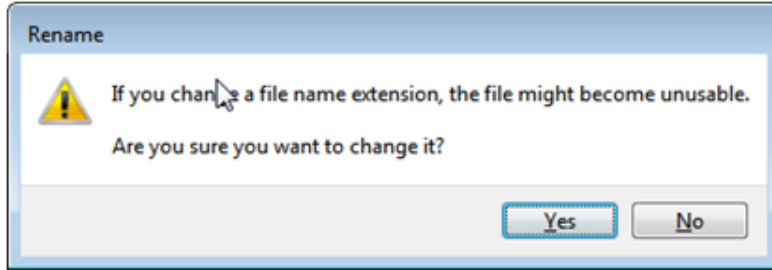 Rename
If you change a file name extension, the file might become unusable.
Are you sure you want to change it?
Yes
No